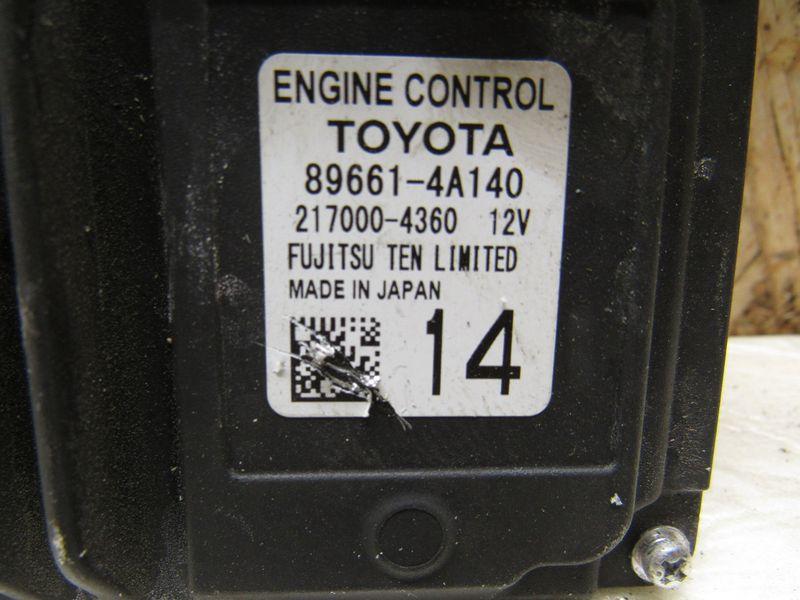 ENGINE CONTROL
TOYOTA
89661-4A140
217000-4360 12V
FUJITSU TEN LIMITED
MADE IN JAPAN
14